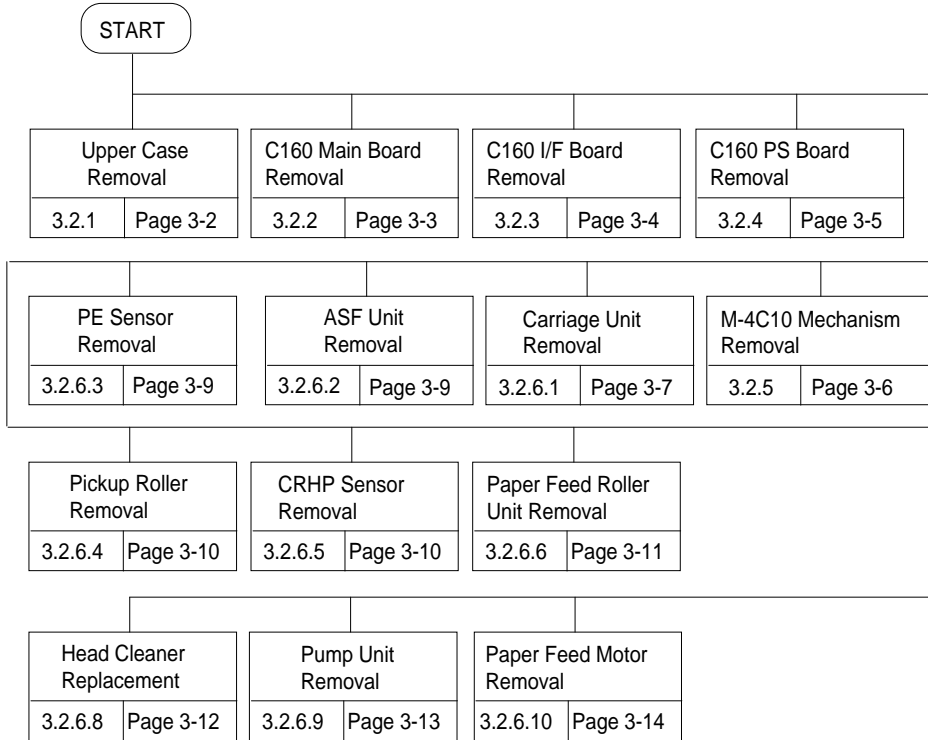 START
Upper Case
Removal
3.2.1 Page 3-2
C160 Main Board
Removal
3.2.2 Page 3-3
C160 I/F Board
Removal
3.2.3 Page 3-4
C160 PS Board
Removal
3.2.4 Page 3-5
PE Sensor
Removal
3.2.6.3 Page 3-9
ASF Unit
Removal
3.2.6.2 Page 3-9
Carriage Unit
Removal
3.2.6.1 Page 3-7
M-4C10 Mechanism
Removal
3.2.5 Page 3-6
Pickup Roller
Removal
3.2.6.4 Page 3-10
CRHP Sensor
Removal
3.2.6.5 Page 3-10
Paper Feed Roller
Unit Removal
3.2.6.6 Page 3-11
Head Cleaner
Replacement
3.2.6.8 Page 3-12
Pump Unit
Removal
3.2.6.9 Page 3-13
Paper Feed Motor
Removal
3.2.6.10 Page 3-14